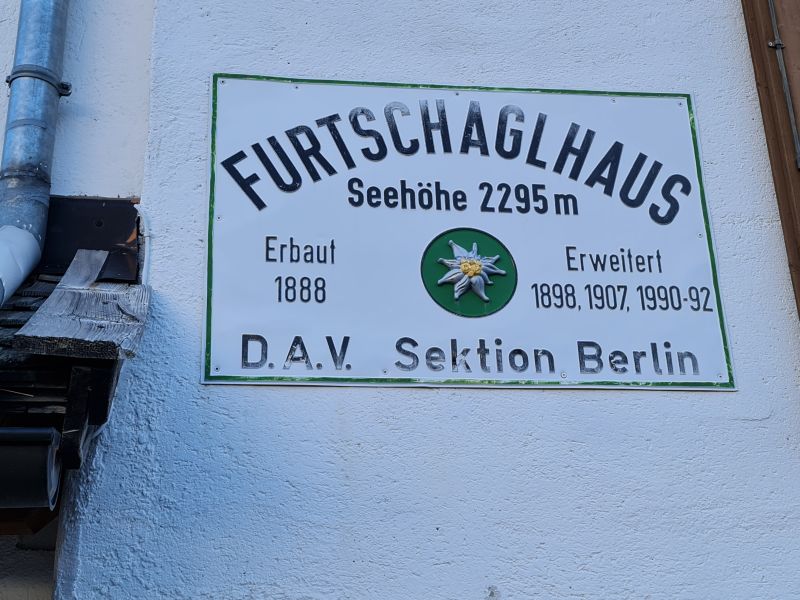 FURTSCHAGLHAUS
Seehöhe 2295 m
Erbaut
1888
Erweitert
1898, 1907, 1990-92
D.A.V. Sektion Berlin